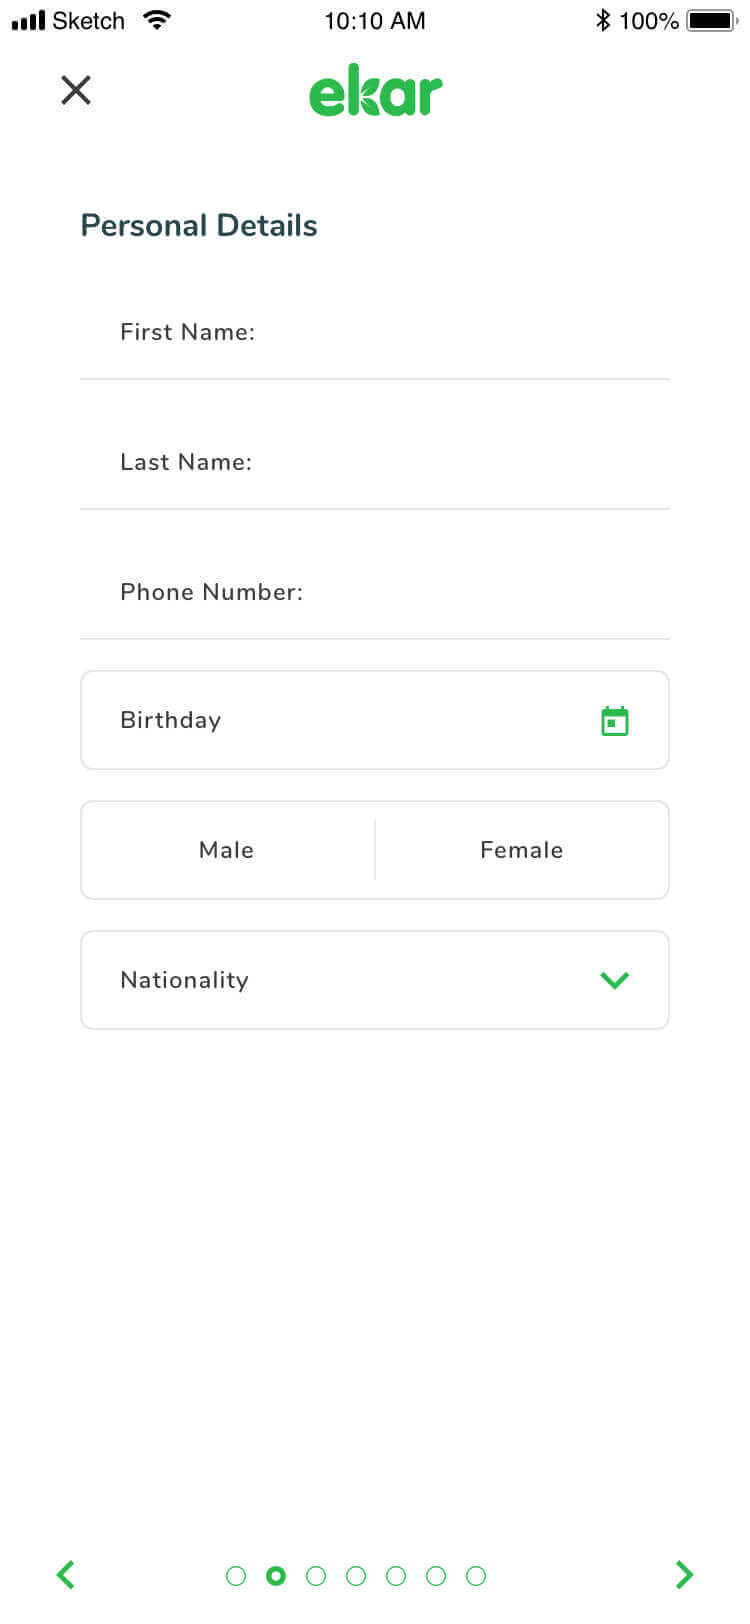 Sketch 10:10 AM 100%
ekar
Personal Details
First Name:
Last Name:
Phone Number:
Birthday
Male Female
Nationality